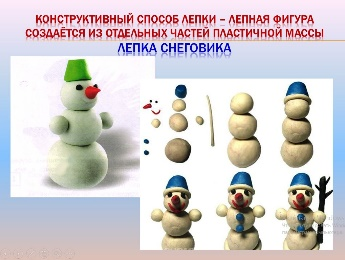 КОНСТРУКТИВНЫЙ СПОСОБ ЛЕПКИ – ЛЕПНАЯ ФИГУРА
СОЗДАЁТСЯ ИЗ ОТДЕЛЬНЫХ ЧАСТЕЙ ПЛАСТИЧНОЙ МАССЫ
ЛЕПКА СНЕГОВИКА